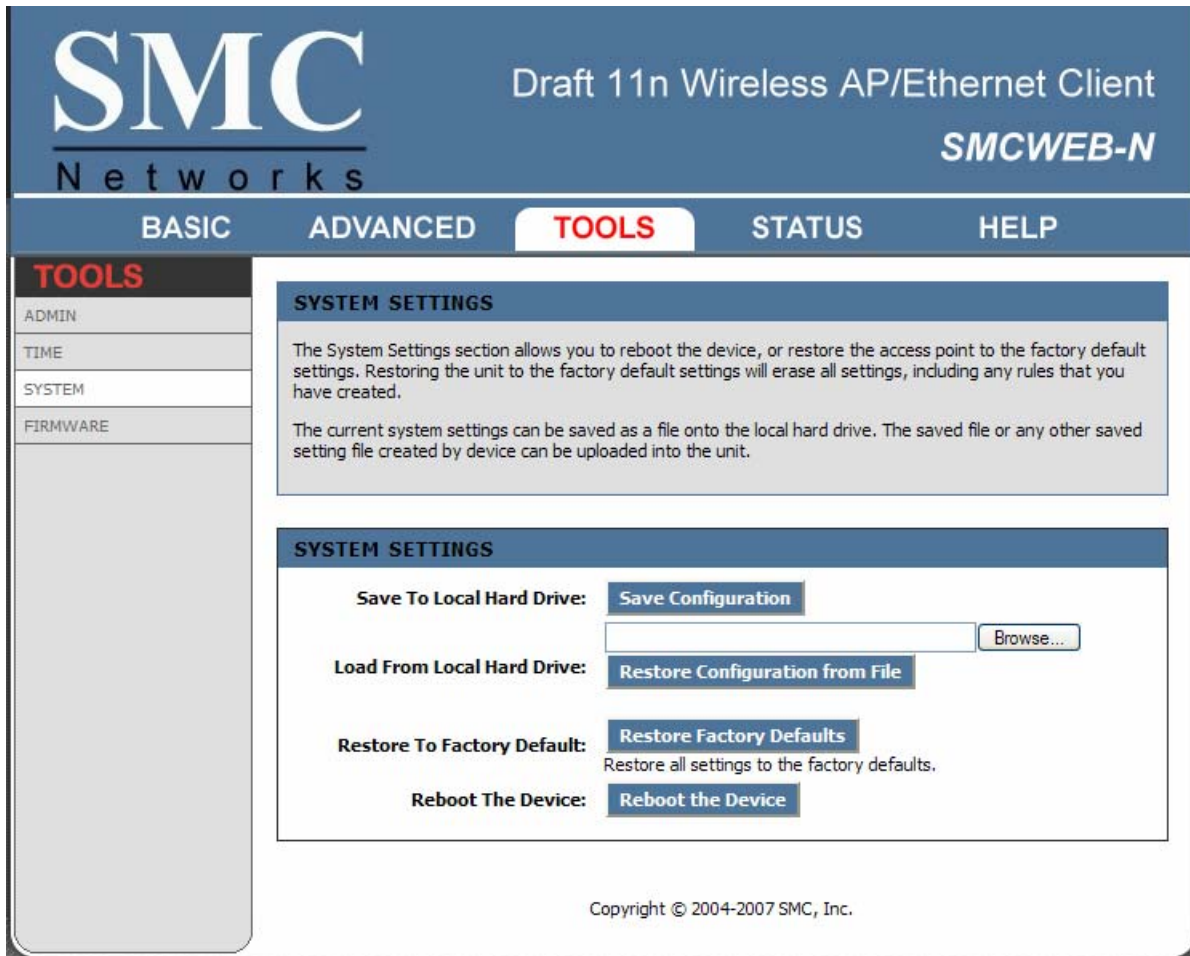 SMC
Networks
Draft 11n Wireless AP/Ethernet Client
SMCWEB-N
BASIC ADVANCED TOOLS STATUS HELP
TOOLS
ADMIN
TIME
SYSTEM
FIRMWARE
SYSTEM SETTINGS
The System Settings section allows you to reboot the device, or restore the access point to the factory default
settings. Restoring the unit to the factory default settings will erase all settings, including any rules that you
have created.
The current system settings can be saved as a file onto the local hard drive. The saved file or any other saved
setting file created by device can be uploaded into the unit.
SYSTEM SETTINGS
Save To Local Hard Drive: Save Configuration
Browse...
Load From Local Hard Drive: Restore Configuration from File
Restore To Factory Default: Restore Factory Defaults
Restore all settings to the factory defaults.
Reboot The Device: Reboot the Device
Copyright © 2004-2007 SMC, Inc.